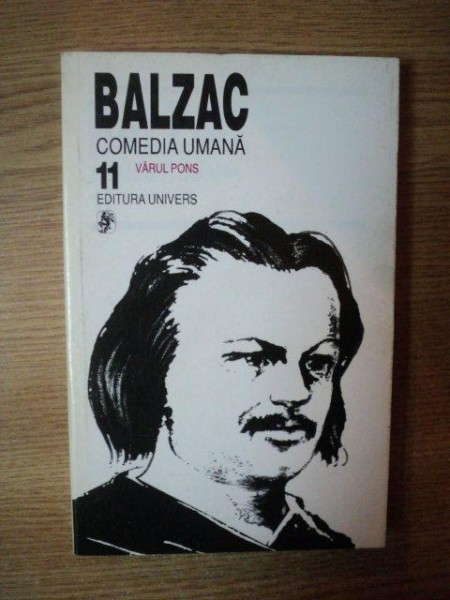 BALZAC
COMEDIA UMANĂ
11 VĂRUL PONS
EDITURA UNIVERS